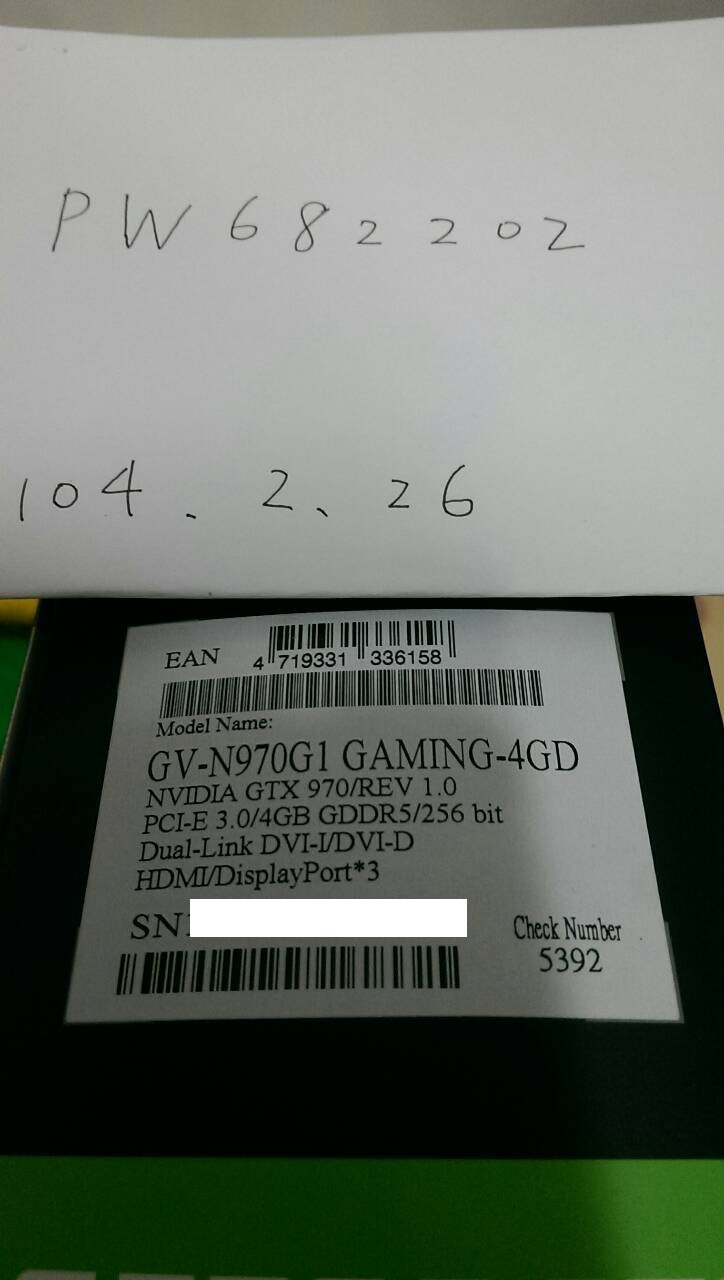 PW682202
104.2、26
EAN
4 719331 336158
Model Name:
GV-N970G1 GAMING-4GD
NVIDIA GTX 970/REV 1.0
PCI-E 3.0/4GB GDDR5/256 bit
Dual-Link DVI-I/DVI-D
HDMI/DisplayPort*3
SN
Check Number
5392